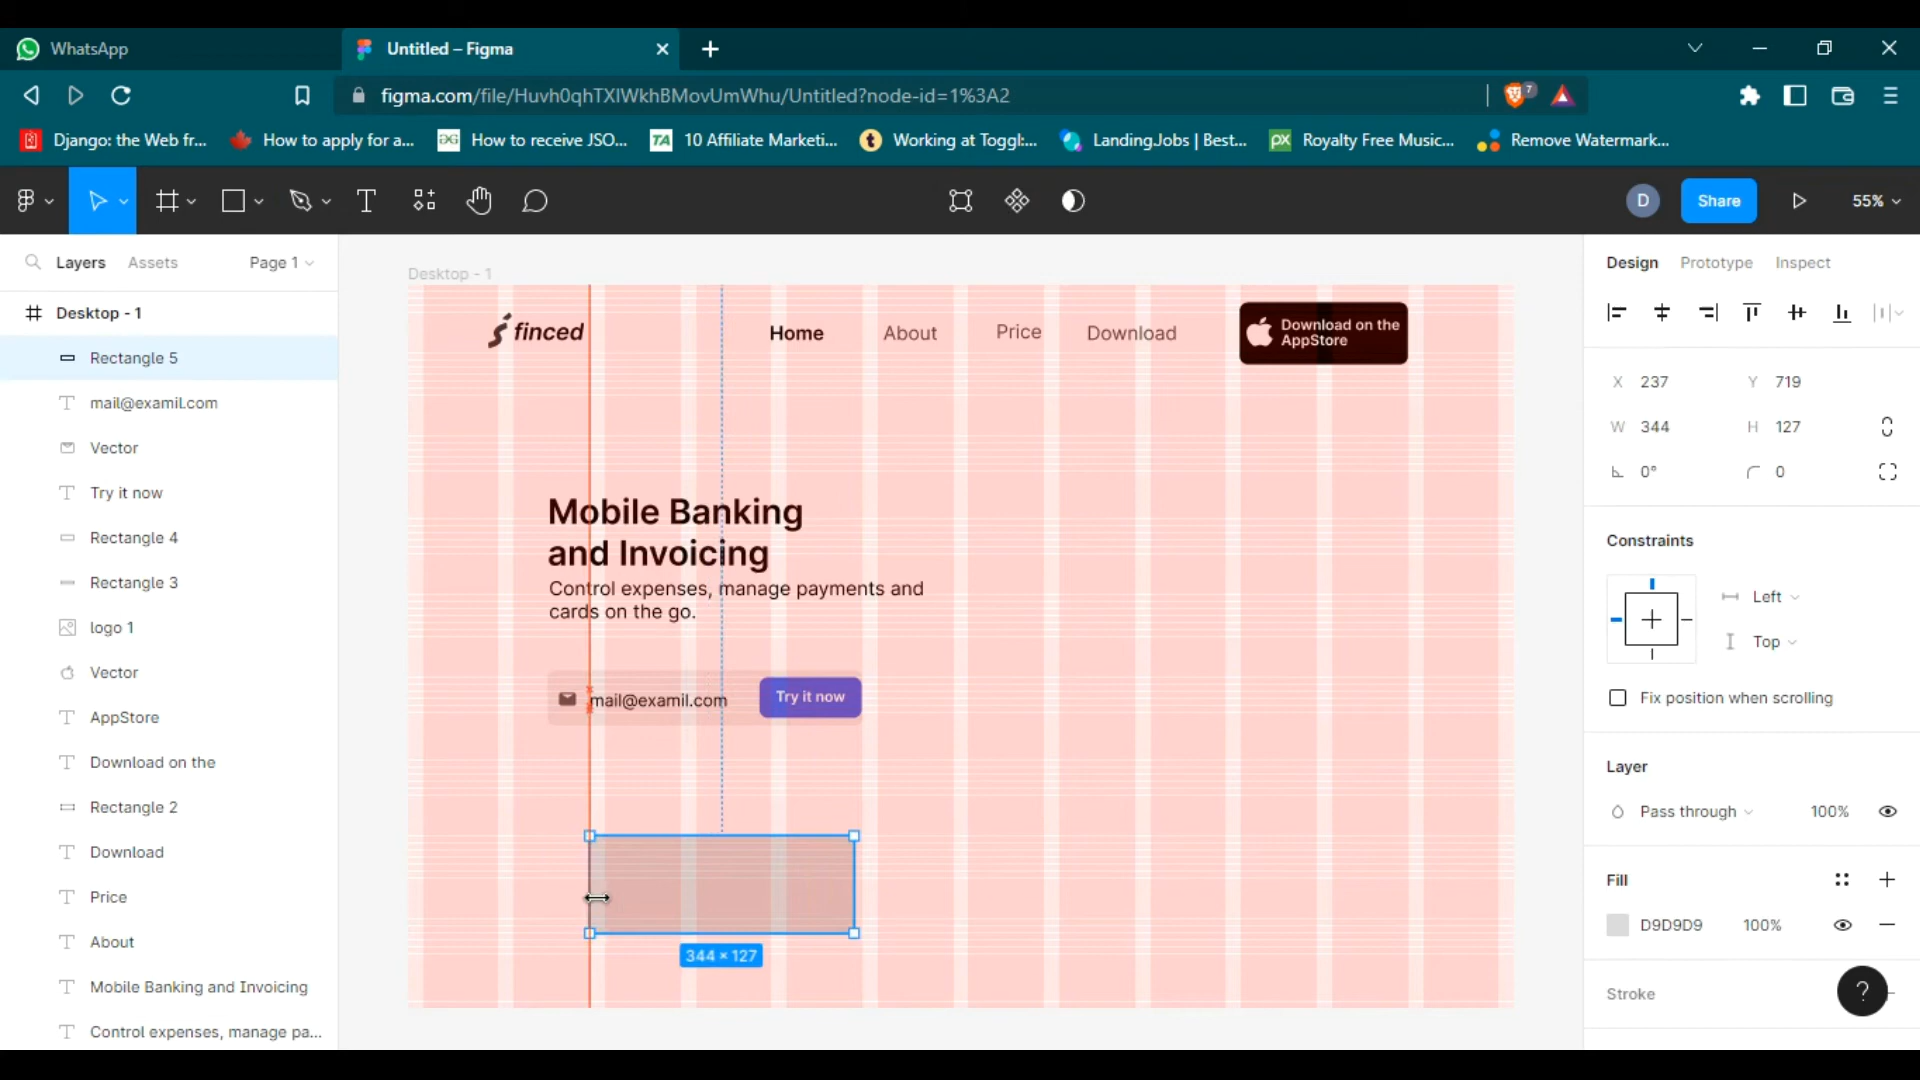 WhatsApp
Untitled – Figma
figma.com/file/Huvh0qhTXIWkhBMovUmWhu/Untitled?node-id=1%3A2
7
Django: the Web fr...
How to apply for a...
How to receive JSO...
TA
10 Affiliate Marketi...
Working at Toggl:...
LandingJobs | Best...
px
Royalty Free Music...
Remove Watermark...
D
Share
55%
Layers
Assets
Page 1
Desktop - 1
Rectangle 5
mail@examil.com
Vector
Try it now
Rectangle 4
Rectangle 3
logo 1
Vector
AppStore
Download on the
Rectangle 2
Download
Price
About
Mobile Banking and Invoicing
Control expenses, manage pa...
Desktop - 1
finced
Home
About
Price
Download
Download on the
AppStore
Mobile Banking
and Invoicing
Control expenses, manage payments and
cards on the go.
mail@examil.com
Try it now
344 × 127
Design
Prototype
Inspect
X 237
Y 719
W 344
H 127
0°
0
Constraints
Left
Top
Fix position when scrolling
Layer
Pass through
100%
Fill
D9D9D9
100%
Stroke
?